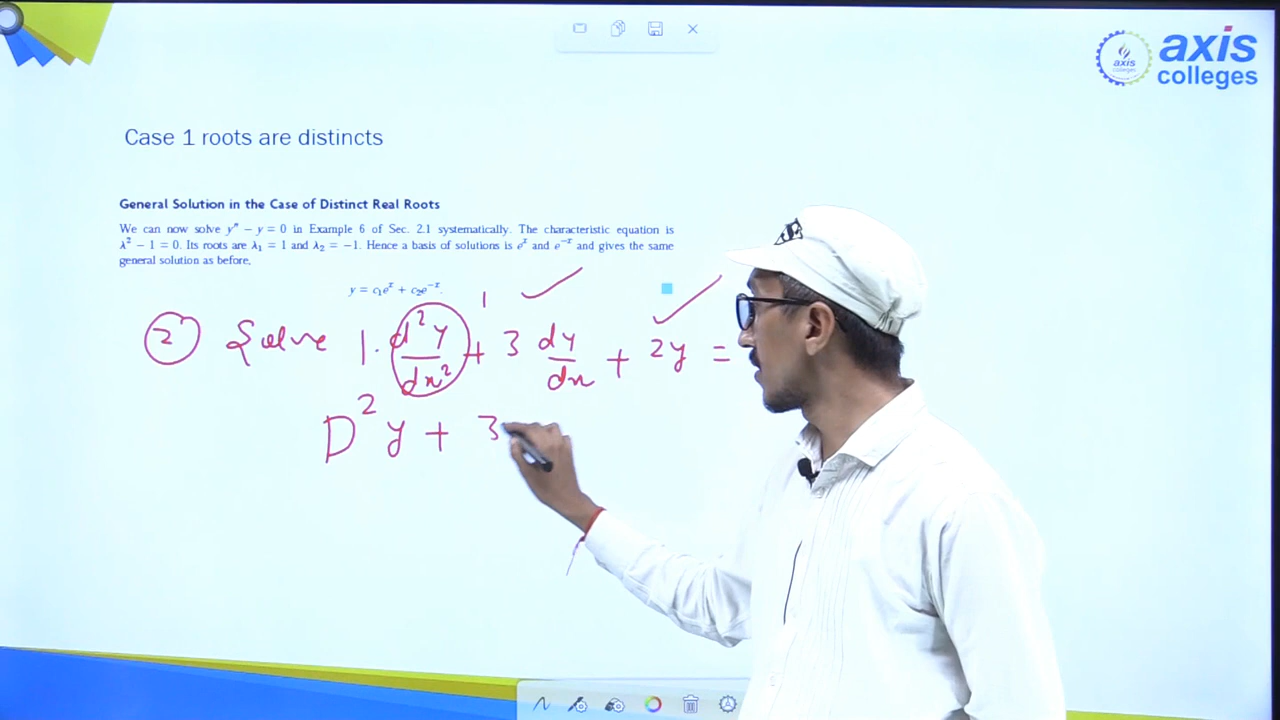 axis
axis
colleges
colleges
Case 1 roots are distincts
General Solution in the Case of Distinct Real Roots
We can now solve y″ − y = 0 in Example 6 of Sec. 2.1 systematically. The characteristic equation is
λ² − 1 = 0. Its roots are λ₁ = 1 and λ₂ = −1. Hence a basis of solutions is eˣ and e⁻ˣ and gives the same
general solution as before,
y = c₁eˣ + c₂e⁻ˣ.
② Solve 1. d²y/dx² + 3 dy/dx + 2y =
D²y + 3